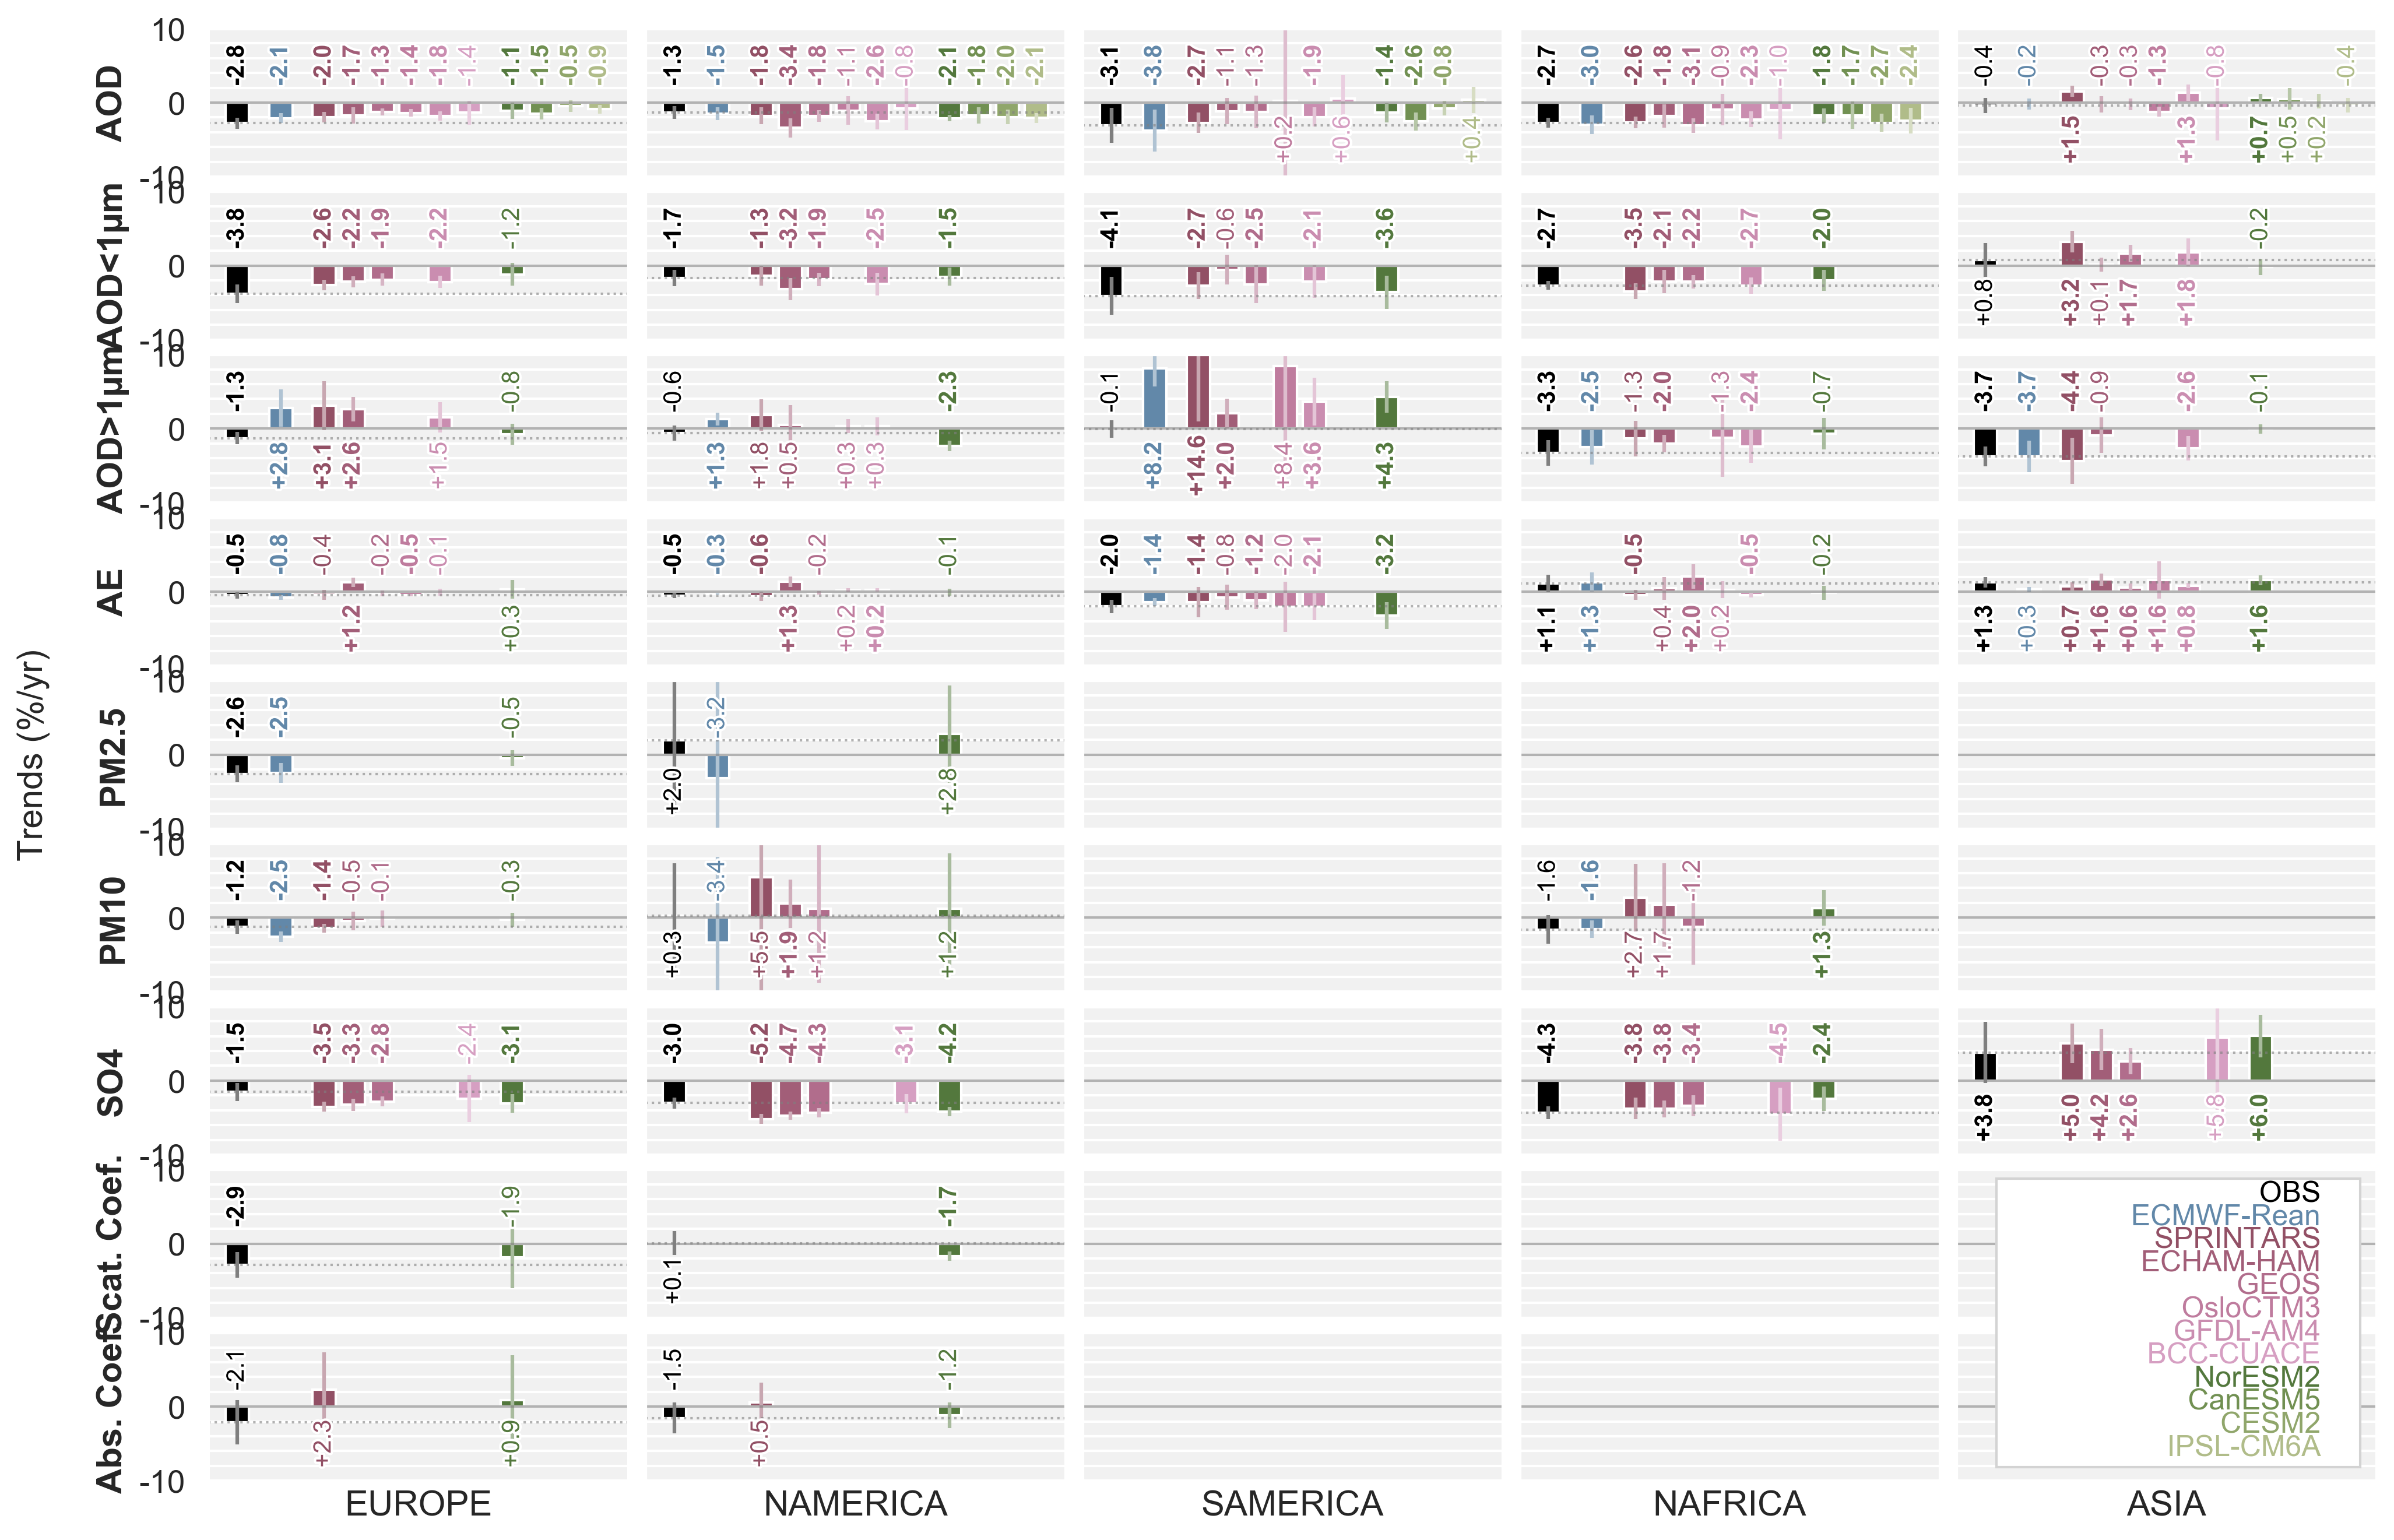 Trends (%/yr)
AOD
10
0
-10
-2.8 -2.1 -2.0 -1.7 -1.3 -1.4 -1.8 -1.4 -1.1 -1.5 -0.5 -0.9
-1.3 -1.5 -1.8 -3.4 -1.8 -1.1 -2.6 -0.8 -2.1 -1.8 -2.0 -2.1
-3.1 -3.8 -2.7 -1.1 -1.3 +0.2 -1.9 +0.6 -1.4 -2.6 -0.8 +0.4
-2.7 -3.0 -2.6 -1.8 -3.1 -0.9 -2.3 -1.0 -1.8 -1.7 -2.7 -2.4
-0.4 -0.2 +1.5 -0.3 -0.3 -1.3 +1.3 -0.8 +0.7 +0.5 +0.2 -0.4
AOD<1µm
10
0
-10
-3.8 -2.6 -2.2 -1.9 -2.2 -1.2
-1.7 -1.3 -3.2 -1.9 -2.5 -1.5
-4.1 -2.7 -0.6 -2.5 -2.1 -3.6
-2.7 -3.5 -2.1 -2.2 -2.7 -2.0
+0.8 +3.2 +0.1 +1.7 +1.8 -0.2
AOD>1µm
10
0
-10
-1.3 +2.8 +3.1 +2.6 +1.5 -0.8
-0.6 +1.3 +1.8 +0.5 +0.3 +0.3 -2.3
-0.1 +8.2 +14.6 +2.0 +8.4 +3.6 +4.3
-3.3 -2.5 -1.3 -2.0 -1.3 -2.4 -0.7
-3.7 -3.7 -4.4 -0.9 -2.6 -0.1
AE
10
0
-10
-0.5 -0.8 -0.4 +1.2 -0.2 -0.5 -0.1 +0.3
-0.5 -0.3 -0.6 +1.3 -0.2 +0.2 +0.2 -0.1
-2.0 -1.4 -1.4 -0.8 -1.2 -2.0 -2.1 -3.2
+1.1 +1.3 -0.5 +0.4 +2.0 +0.2 -0.5 -0.2
+1.3 +0.3 +0.7 +1.6 +0.6 +1.6 +0.8 +1.6
PM2.5
10
0
-10
-2.6 -2.5 -0.5
+2.0 -3.2 +2.8
PM10
10
0
-10
-1.2 -2.5 -1.4 -0.5 -0.1 -0.3
+0.3 -3.4 +5.5 +1.9 +1.2 +1.2
-1.6 -1.6 +2.7 +1.7 -1.2 +1.3
SO4
10
0
-10
-1.5 -3.5 -3.3 -2.8 -2.4 -3.1
-3.0 -5.2 -4.7 -4.3 -3.1 -4.2
-4.3 -3.8 -3.8 -3.4 -4.5 -2.4
+3.8 +5.0 +4.2 +2.6 +5.8 +6.0
Scat. Coef.
10
0
-10
-2.9 -1.9
+0.1 -1.7
Abs. Coef.
10
0
-10
-2.1 +2.3 +0.9
-1.5 +0.5 -1.2
OBS
ECMWF-Rean
SPRINTARS
ECHAM-HAM
GEOS
OsloCTM3
GFDL-AM4
BCC-CUACE
NorESM2
CanESM5
CESM2
IPSL-CM6A
EUROPE
NAMERICA
SAMERICA
NAFRICA
ASIA